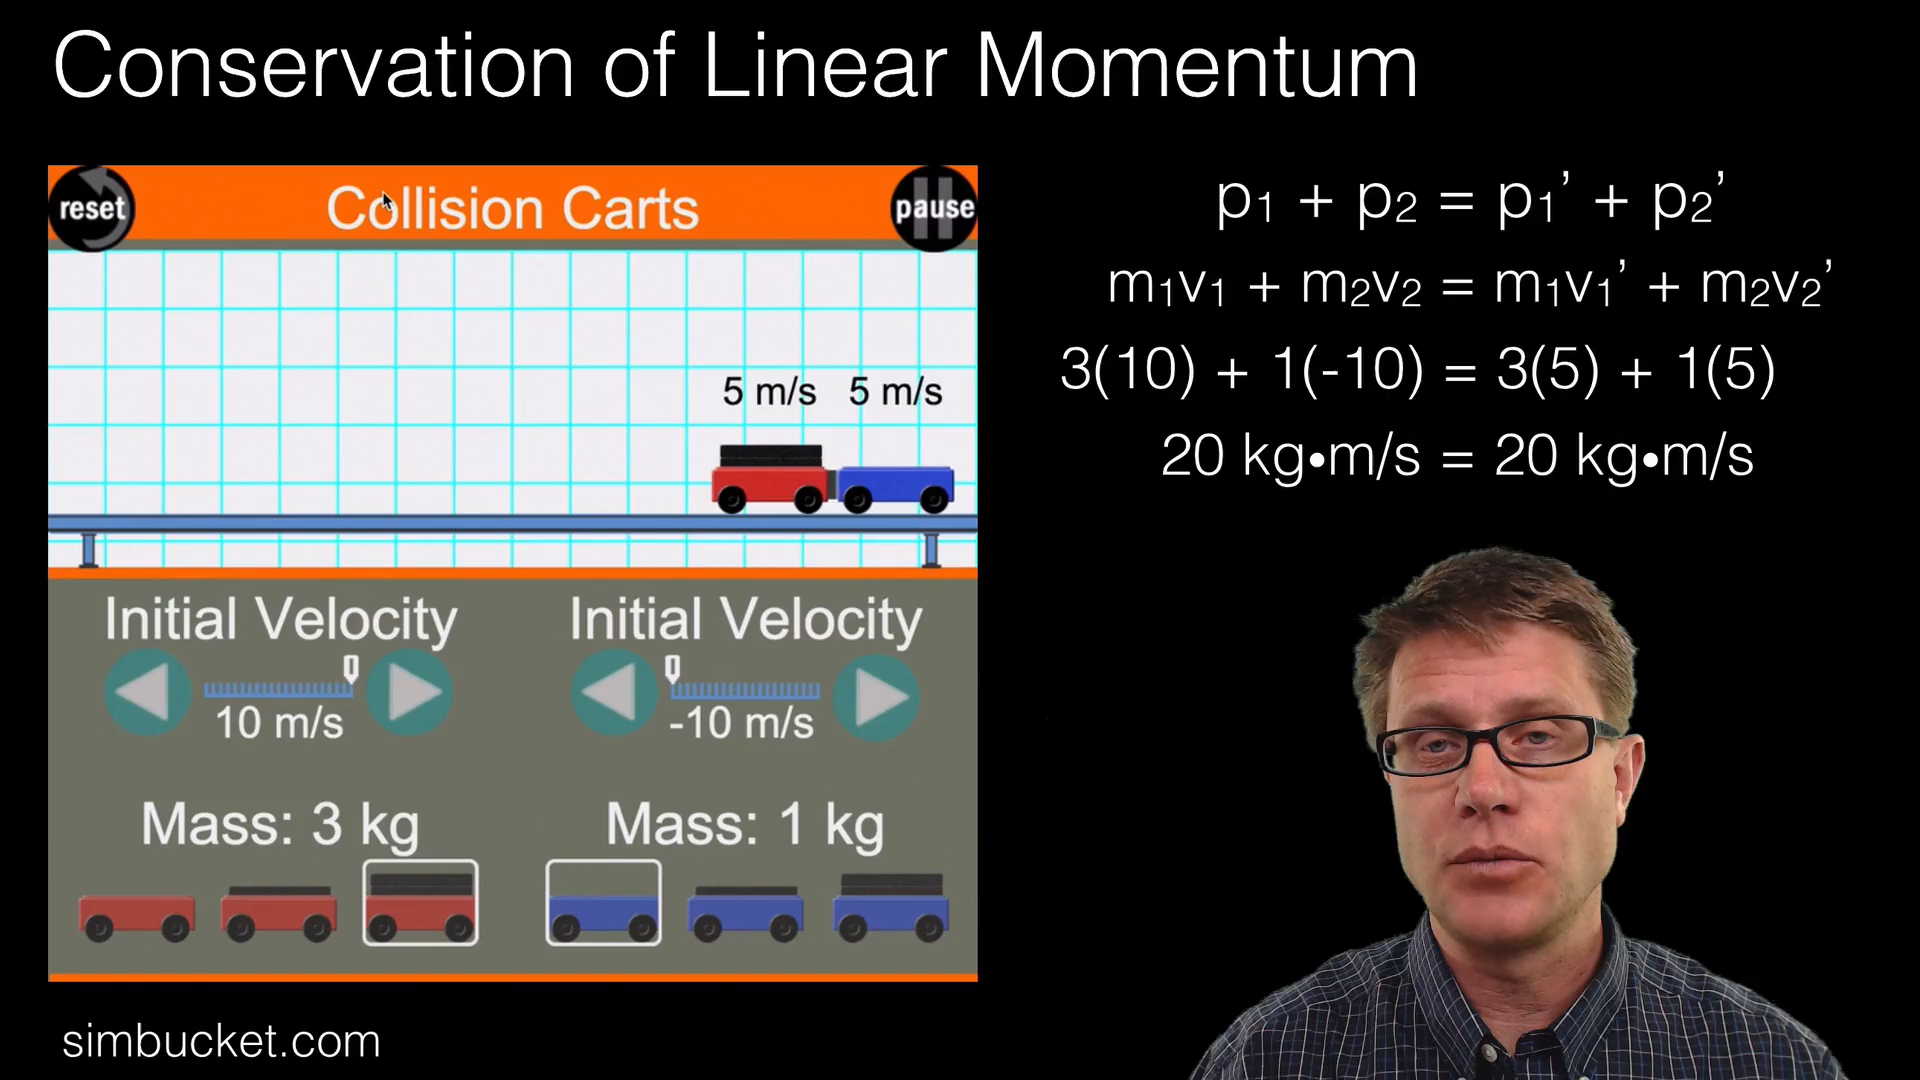 Conservation of Linear Momentum
reset
Collision Carts
pause
5 m/s 5 m/s
Initial Velocity
10 m/s
Mass: 3 kg
Initial Velocity
-10 m/s
Mass: 1 kg
p₁ + p₂ = p₁’ + p₂’
m₁v₁ + m₂v₂ = m₁v₁’ + m₂v₂’
3(10) + 1(-10) = 3(5) + 1(5)
20 kg•m/s = 20 kg•m/s
simbucket.com